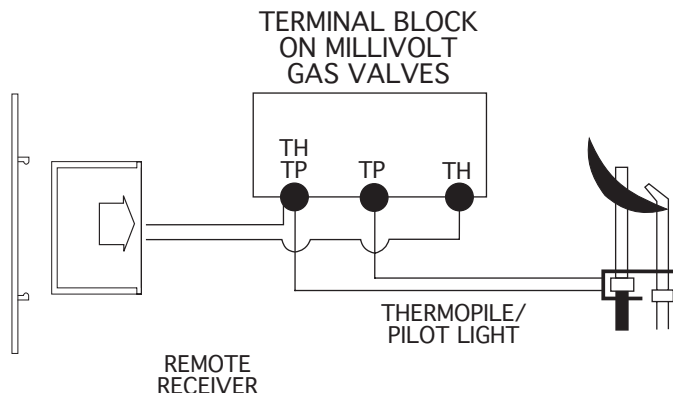 TERMINAL BLOCK
ON MILLIVOLT
GAS VALVES
TH
TP
TP
TH
THERMOPILE/
PILOT LIGHT
REMOTE
RECEIVER